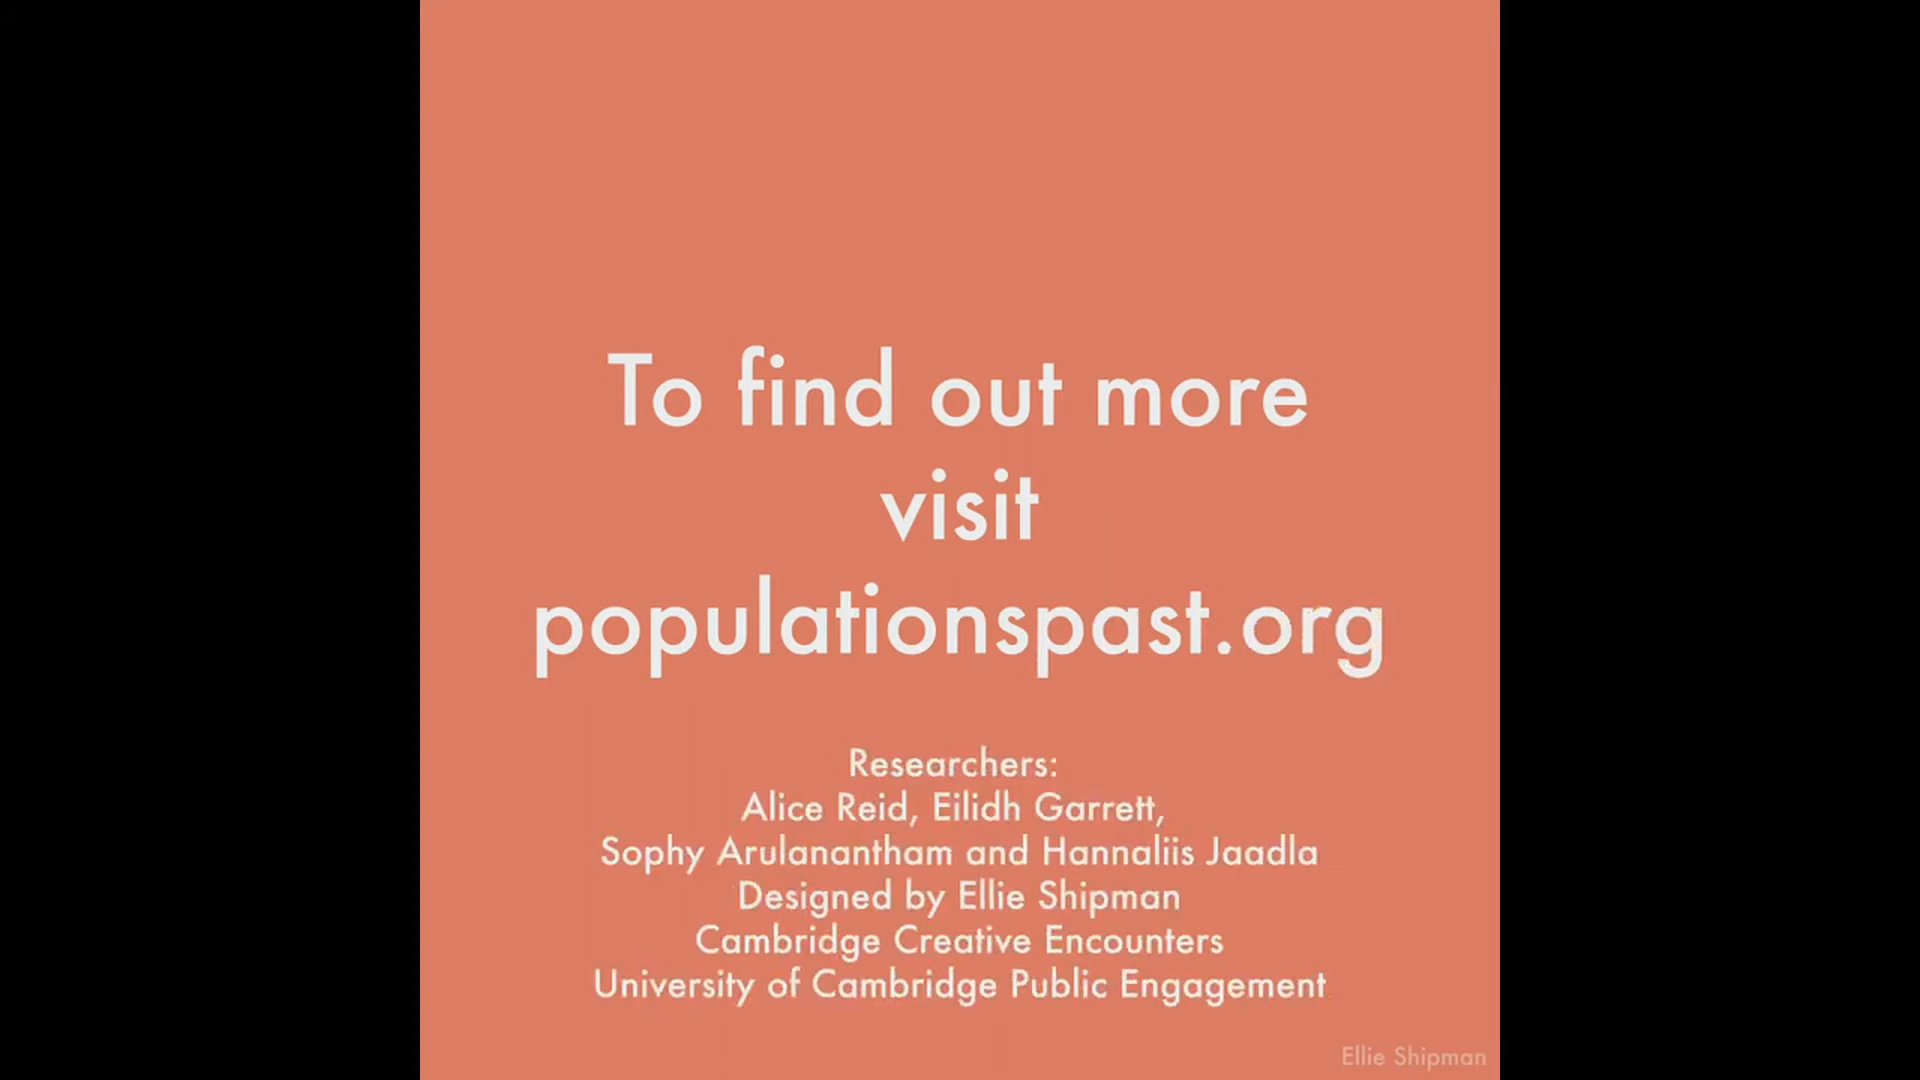 To find out more
visit
populationspast.org
Researchers:
Alice Reid, Eilidh Garrett,
Sophy Arulanantham and Hannaliis Jaadla
Designed by Ellie Shipman
Cambridge Creative Encounters
University of Cambridge Public Engagement
Ellie Shipman